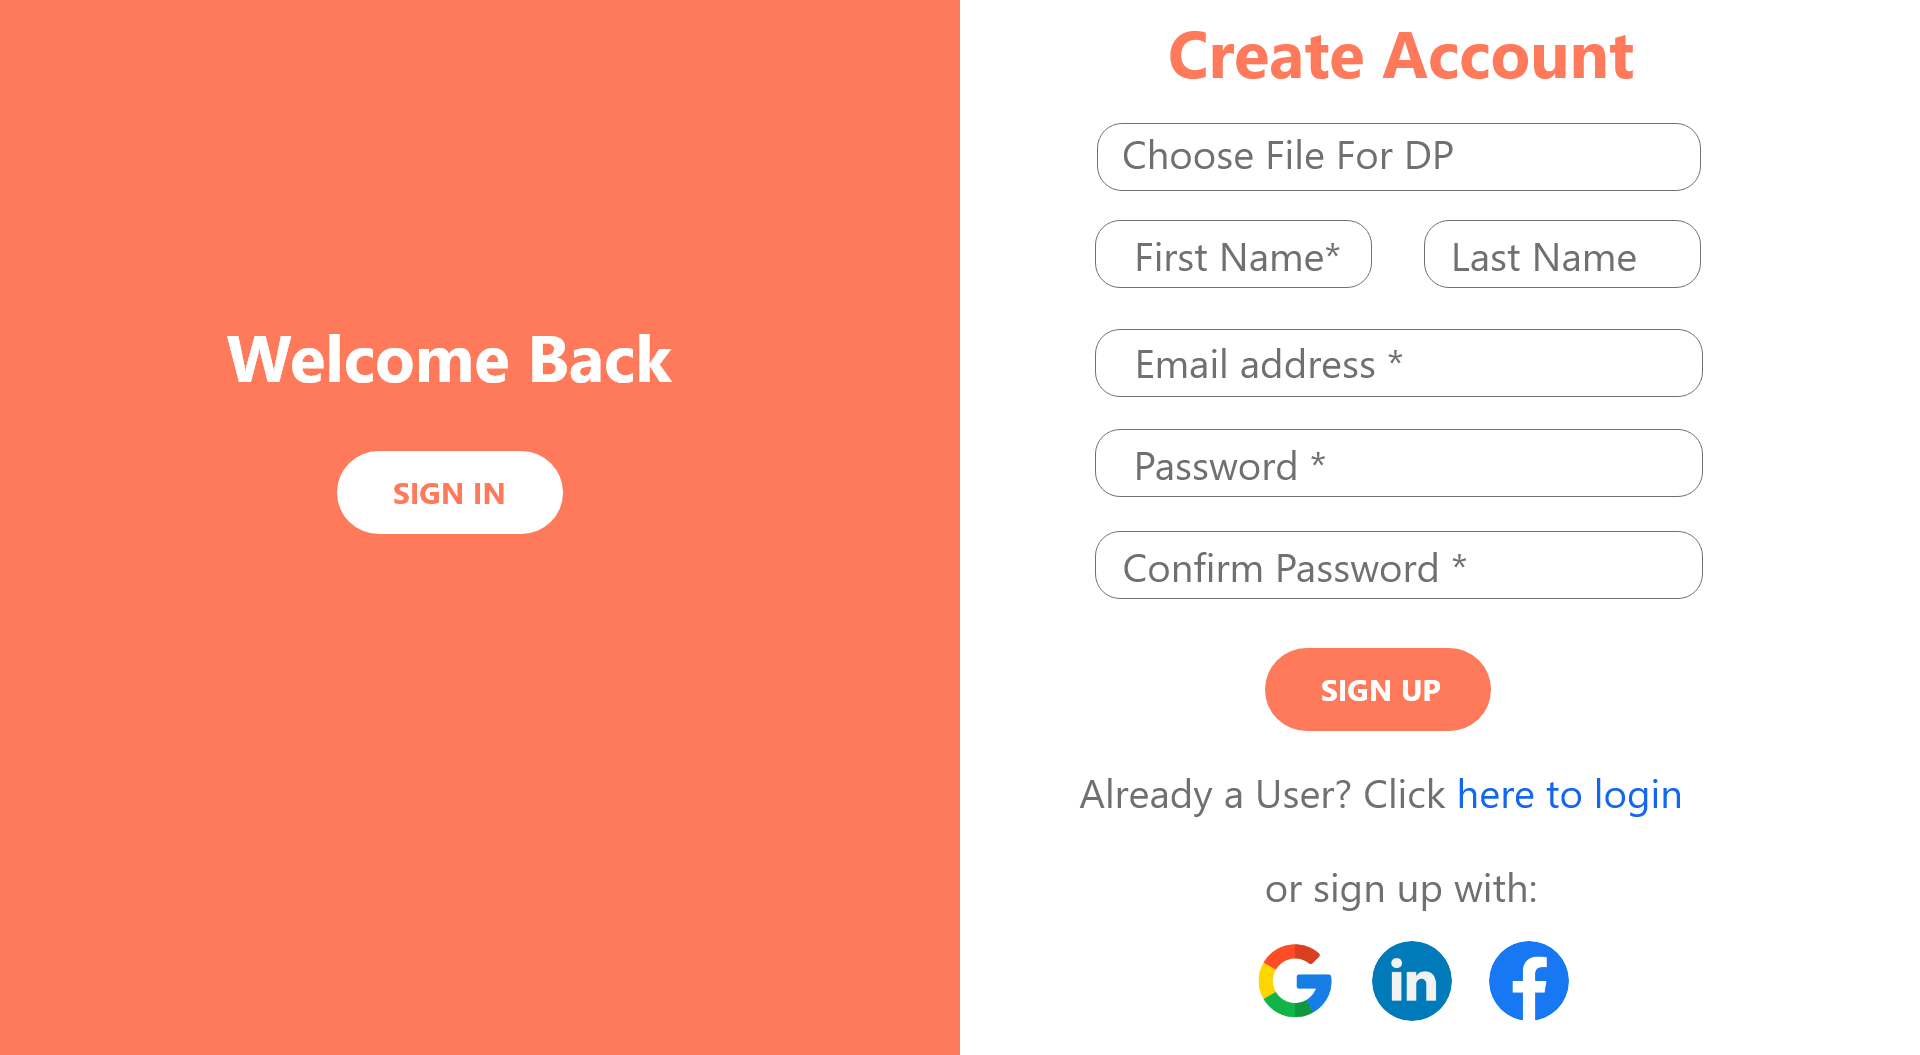 Welcome Back
SIGN IN
Create Account
Choose File For DP
First Name*
Last Name
Email address *
Password *
Confirm Password *
SIGN UP
Already a User? Click here to login
or sign up with:
in